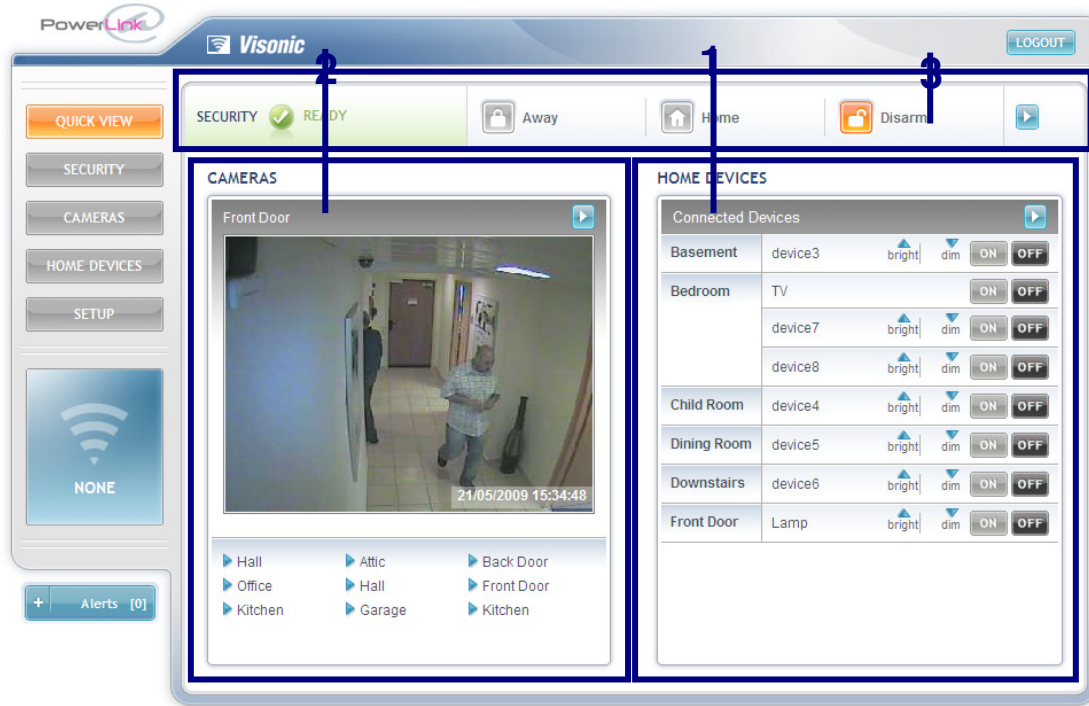 PowerLink
Visonic
LOGOUT
2
1
3
QUICK VIEW
SECURITY
CAMERAS
HOME DEVICES
SETUP
NONE
+ Alerts [0]
SECURITY READY
Away
Home
Disarm
CAMERAS
Front Door
21/05/2009 15:34:48
Hall Attic Back Door
Office Hall Front Door
Kitchen Garage Kitchen
HOME DEVICES
Connected Devices
Basement device3 bright dim ON OFF
Bedroom TV ON OFF
device7 bright dim ON OFF
device8 bright dim ON OFF
Child Room device4 bright dim ON OFF
Dining Room device5 bright dim ON OFF
Downstairs device6 bright dim ON OFF
Front Door Lamp bright dim ON OFF